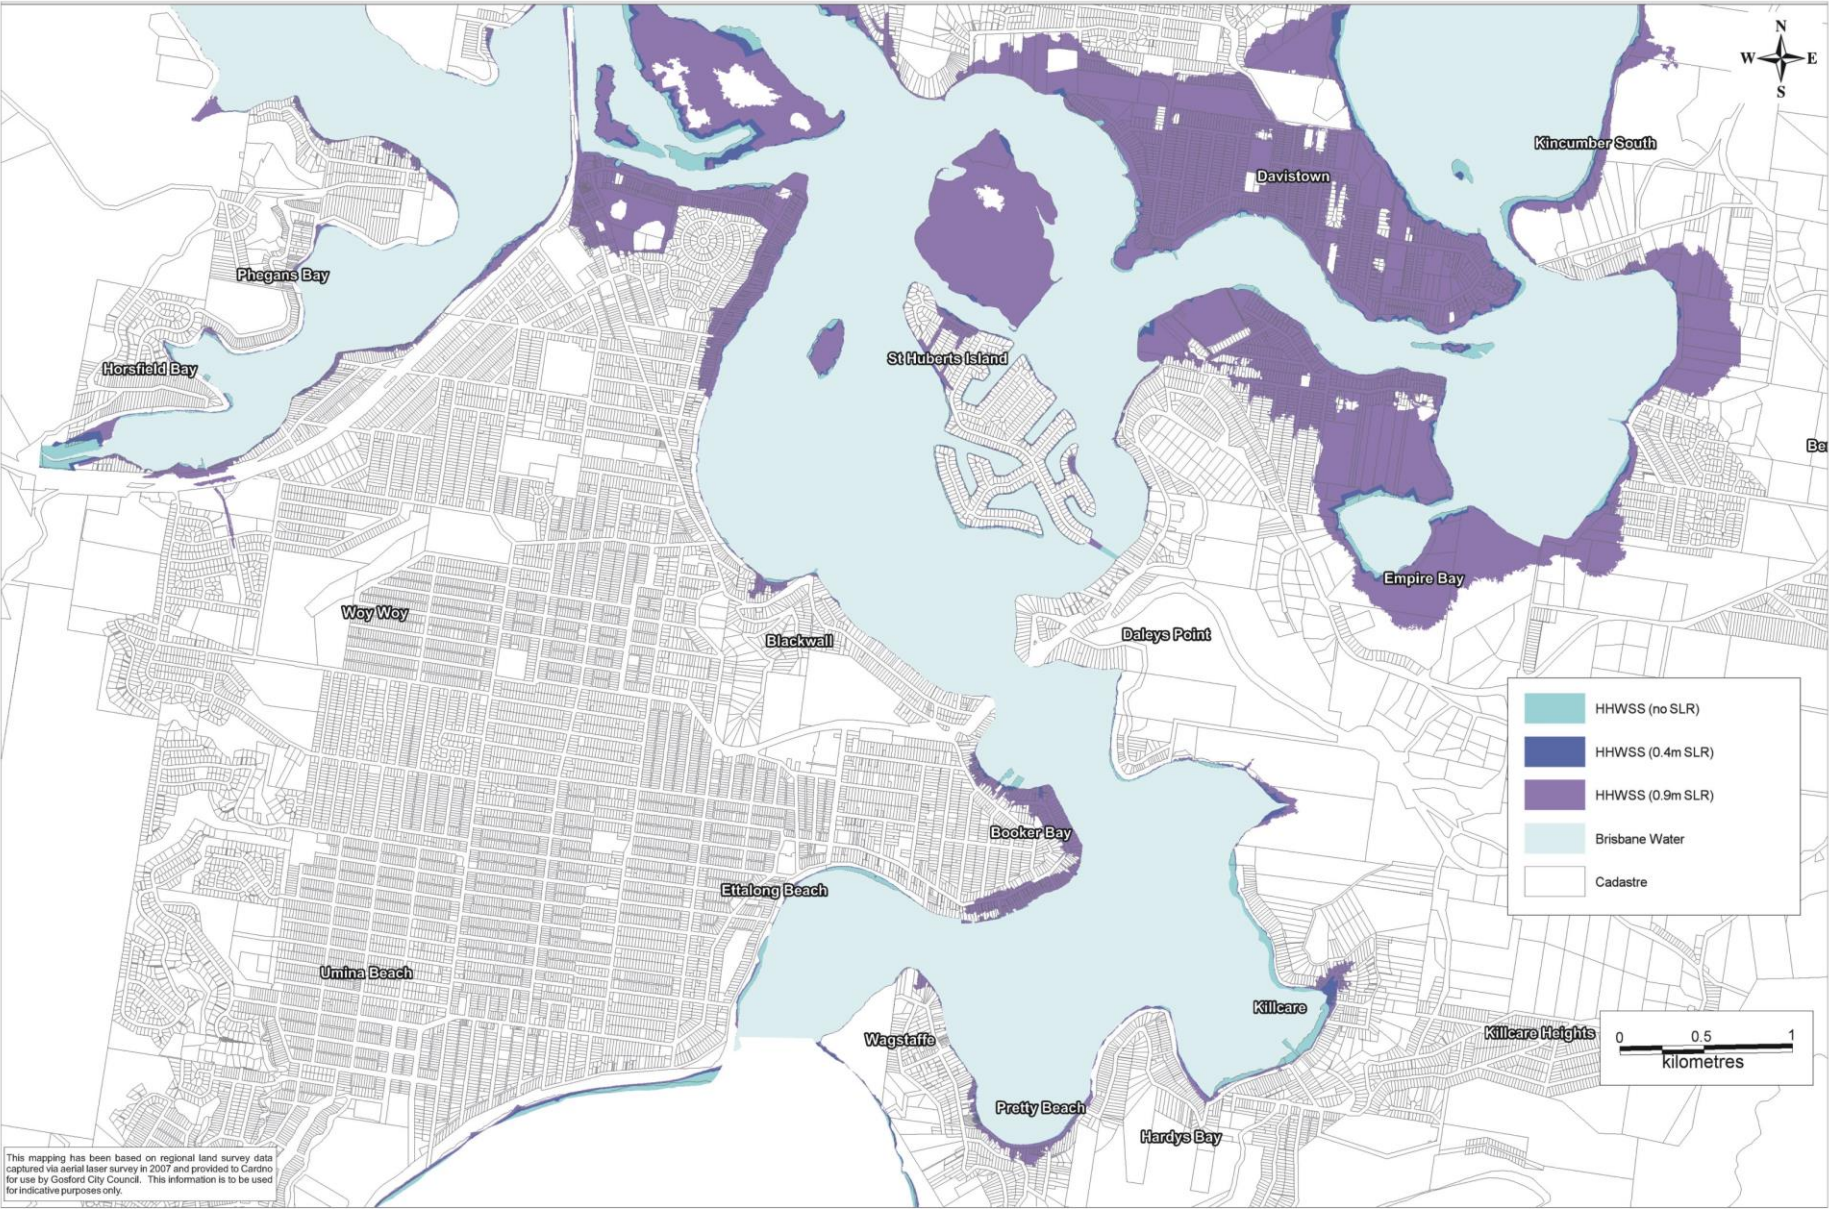 N
W E
S
Kincumber South
Davistown
Phegans Bay
St Huberts Island
Horsfield Bay
Empire Bay
Woy Woy
Daleys Point
Blackwall
HHWSS (no SLR)
HHWSS (0.4m SLR)
HHWSS (0.9m SLR)
Brisbane Water
Cadastre
Booker Bay
Ettalong Beach
Umina Beach
Killcare
Killcare Heights
Wagstaffe
0 0.5 1
kilometres
Pretty Beach
Hardys Bay
This mapping has been based on regional land survey data
captured via aerial laser survey in 2007 and provided to Cardno
for use by Gosford City Council. This information is to be used
for indicative purposes only.